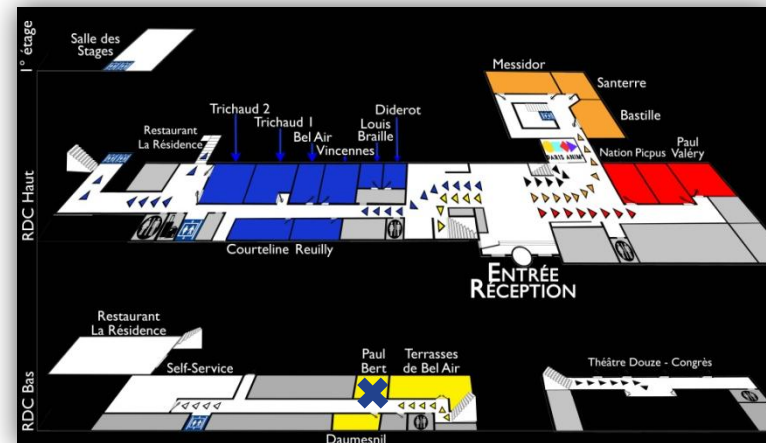 1° étage
Salle des
Stages
Messidor
Santerre
Bastille
Trichaud 2
Trichaud 1
Bel Air
Vincennes
Louis
Braille
Diderot
Restaurant
La Résidence
PARIS ANIM'
Nation Picpus
Paul
Valéry
RDC Haut
Courteline Reuilly
ENTRÉE
RÉCEPTION
Restaurant
La Résidence
Self-Service
Paul
Bert
Terrasses
de Bel Air
Théâtre Douze - Congrès
RDC Bas
Daumesnil